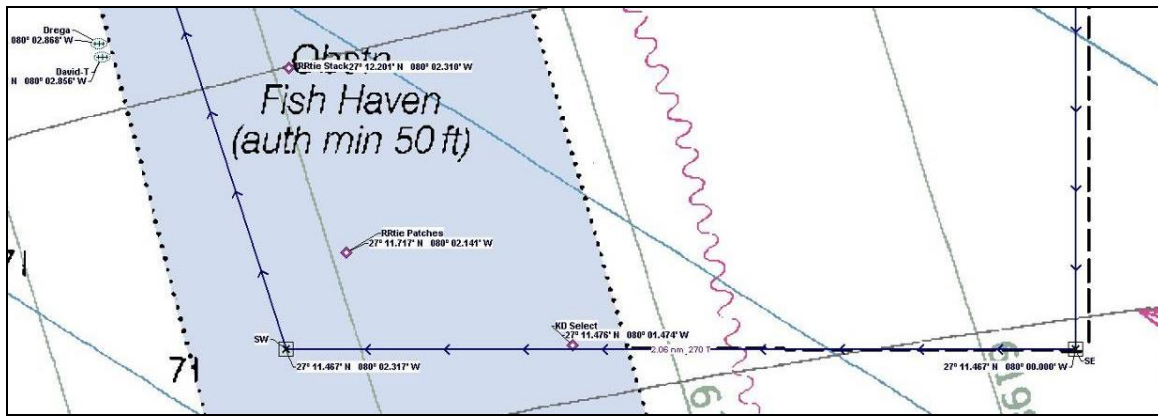 Drega
080° 02.868' W
David-T
N 080° 02.856' W
Obstn
RRtie Stack 27° 12.201' N 080° 02.310' W
Fish Haven
(auth min 50 ft)
RRtie Patches
27° 11.717' N 080° 02.141' W
KD Select
27° 11.476' N 080° 01.474' W
SW
2.06 nm 270 T
SE
27° 11.467' N 080° 02.317' W
27° 11.467' N 080° 00.000' W
71